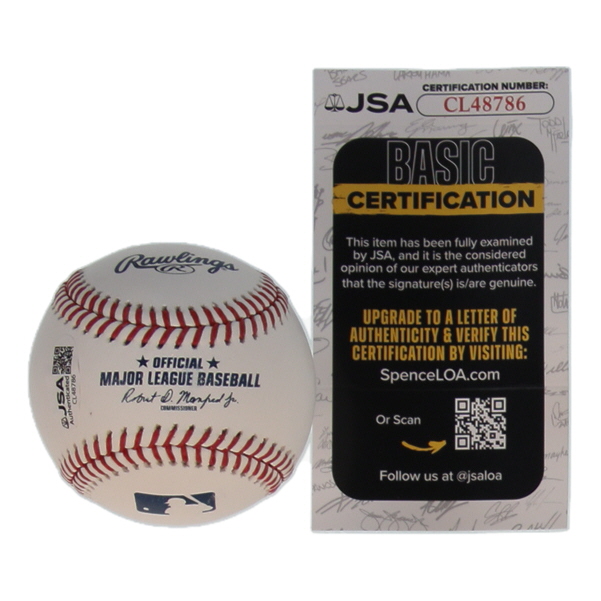 Rawlings
R
★ OFFICIAL ★
MAJOR LEAGUE BASEBALL
Robert D. Manfred Jr.
COMMISSIONER
JSA
Authenticated
CL48786
JSA
CERTIFICATION NUMBER:
CL48786
BASIC
CERTIFICATION
This item has been fully examined
by JSA, and it is the considered
opinion of our expert authenticators
that the signature(s) is/are genuine.
UPGRADE TO A LETTER OF
AUTHENTICITY & VERIFY THIS
CERTIFICATION BY VISITING:
SpenceLOA.com
Or Scan
Follow us at @jsaloa